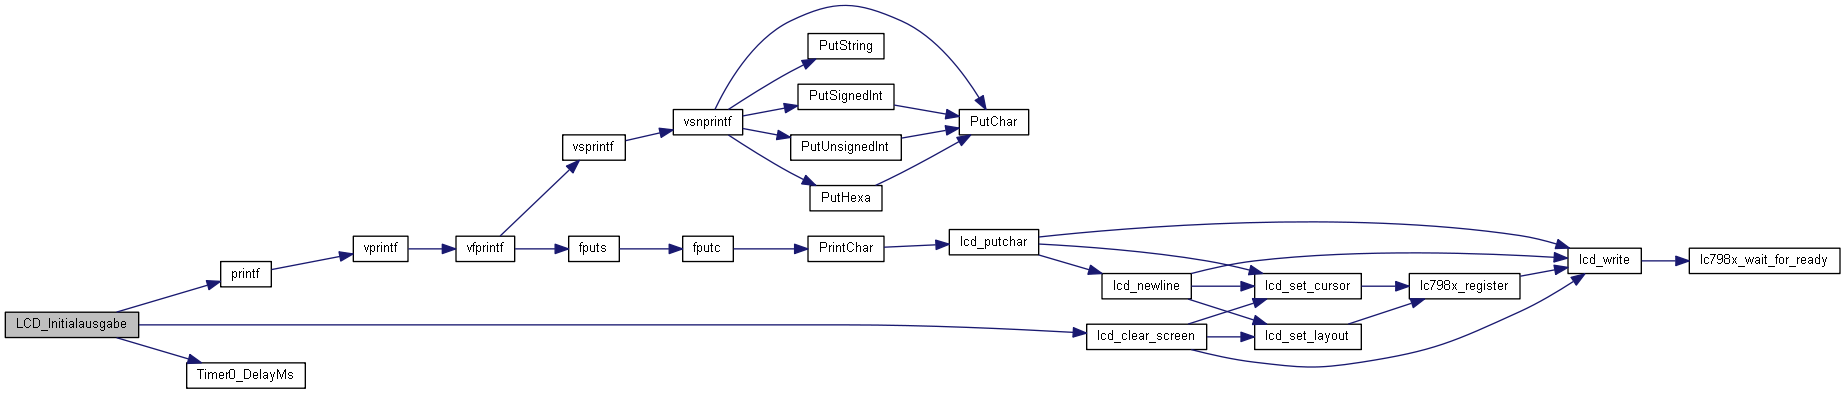 PutString
PutSignedInt
vsnprintf
PutChar
vsprintf
PutUnsignedInt
PutHexa
vprintf
vfprintf
fputs
fputc
PrintChar
lcd_putchar
printf
lcd_newline
lcd_set_cursor
lc798x_register
lcd_write
lc798x_wait_for_ready
LCD_Initialausgabe
lcd_clear_screen
lcd_set_layout
Timer0_DelayMs